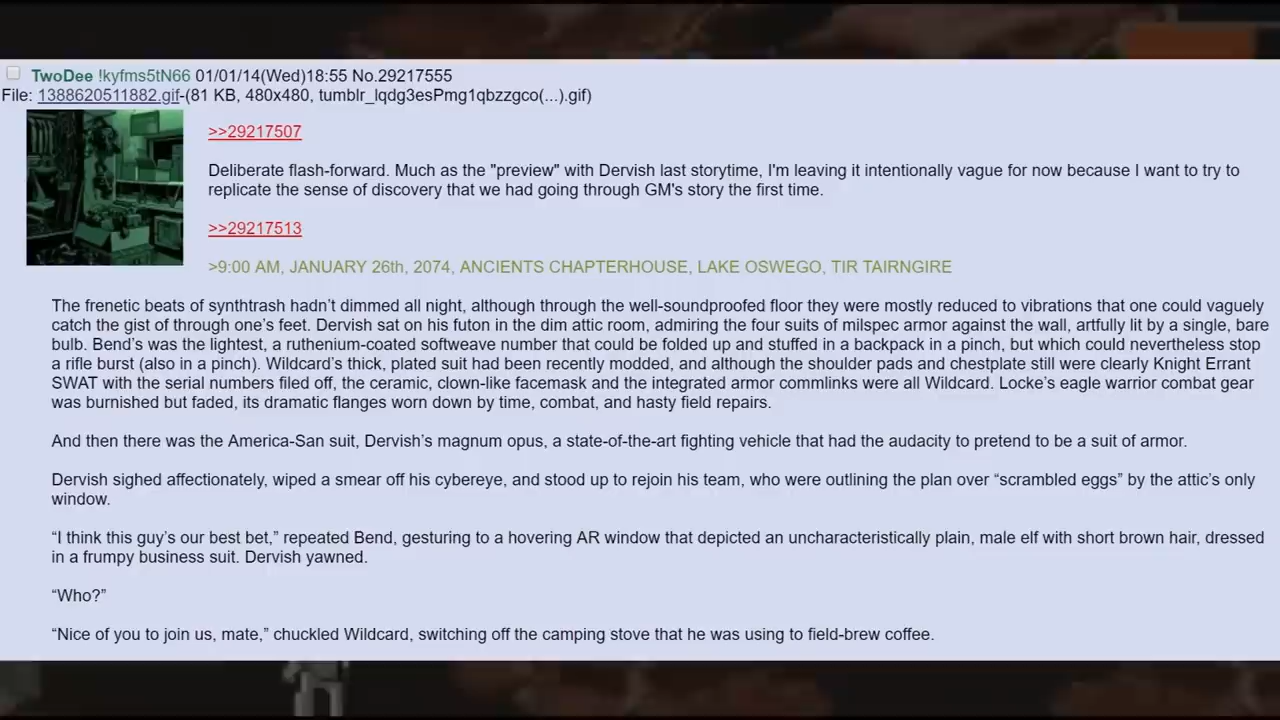 TwoDee !kyfms5tN66 01/01/14(Wed)18:55 No.29217555
File: 1388620511882.gif-(81 KB, 480x480, tumblr_lqdg3esPmg1qbzzgco(...).gif)
>>29217507
Deliberate flash-forward. Much as the "preview" with Dervish last storytime, I'm leaving it intentionally vague for now because I want to try to
replicate the sense of discovery that we had going through GM's story the first time.
>>29217513
>9:00 AM, JANUARY 26th, 2074, ANCIENTS CHAPTERHOUSE, LAKE OSWEGO, TIR TAIRNGIRE
The frenetic beats of synthtrash hadn’t dimmed all night, although through the well-soundproofed floor they were mostly reduced to vibrations that one could vaguely
catch the gist of through one’s feet. Dervish sat on his futon in the dim attic room, admiring the four suits of milspec armor against the wall, artfully lit by a single, bare
bulb. Bend’s was the lightest, a ruthenium-coated softweave number that could be folded up and stuffed in a backpack in a pinch, but which could nevertheless stop
a rifle burst (also in a pinch). Wildcard’s thick, plated suit had been recently modded, and although the shoulder pads and chestplate still were clearly Knight Errant
SWAT with the serial numbers filed off, the ceramic, clown-like facemask and the integrated armor commlinks were all Wildcard. Locke’s eagle warrior combat gear
was burnished but faded, its dramatic flanges worn down by time, combat, and hasty field repairs.
And then there was the America-San suit, Dervish’s magnum opus, a state-of-the-art fighting vehicle that had the audacity to pretend to be a suit of armor.
Dervish sighed affectionately, wiped a smear off his cybereye, and stood up to rejoin his team, who were outlining the plan over “scrambled eggs” by the attic’s only
window.
“I think this guy’s our best bet,” repeated Bend, gesturing to a hovering AR window that depicted an uncharacteristically plain, male elf with short brown hair, dressed
in a frumpy business suit. Dervish yawned.
“Who?”
“Nice of you to join us, mate,” chuckled Wildcard, switching off the camping stove that he was using to field-brew coffee.